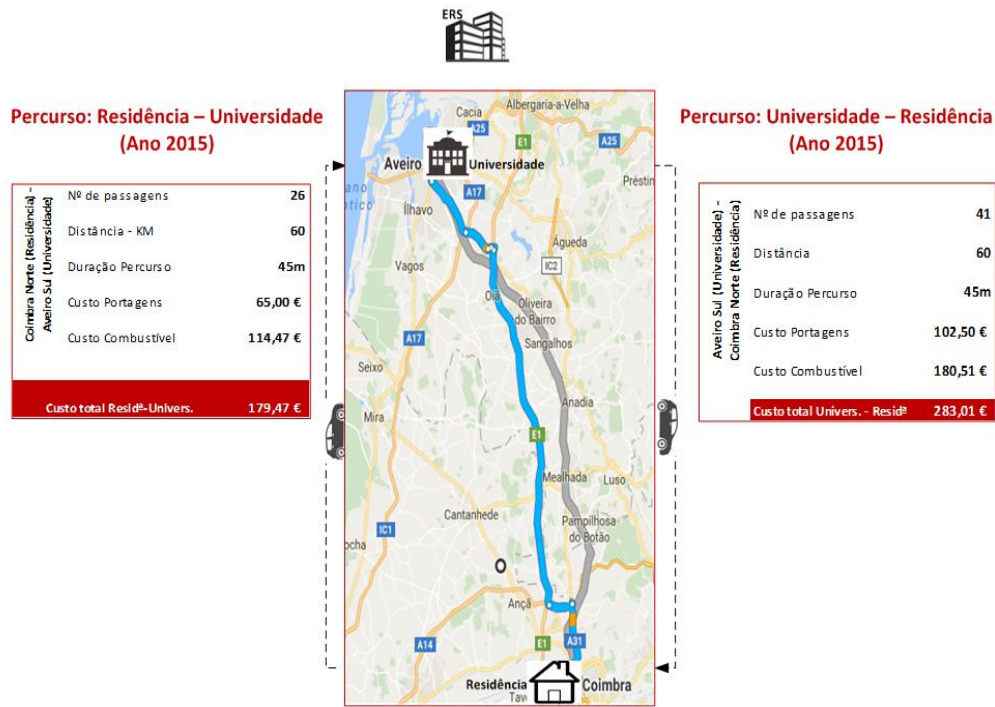 ERS
Percurso: Residência – Universidade
(Ano 2015)
Coimbra Norte (Residência) –
Aveiro Sul (Universidade)
Nº de passagens 26
Distância - KM 60
Duração Percurso 45m
Custo Portagens 65,00 €
Custo Combustível 114,47 €
Custo total Residª-Univers. 179,47 €
Albergaria-a-Velha
Cacia
A25
E1
A25
Aveiro
Universidade
Préstin
A17
Ílhavo
Águeda
Vagos
IC2
Oiã
Oliveira
do Bairro
A17
Sangalhos
Seixo
Anadia
Mira
E1
Mealhada
Luso
Cantanhede
Pampilhosa
do Botão
IC1
Ançã
A14
E1
A31
Residência
Coimbra
Percurso: Universidade – Residência
(Ano 2015)
Aveiro Sul (Universidade) –
Coimbra Norte (Residência)
Nº de passagens 41
Distância 60
Duração Percurso 45m
Custo Portagens 102,50 €
Custo Combustível 180,51 €
Custo total Univers. - Residª 283,01 €